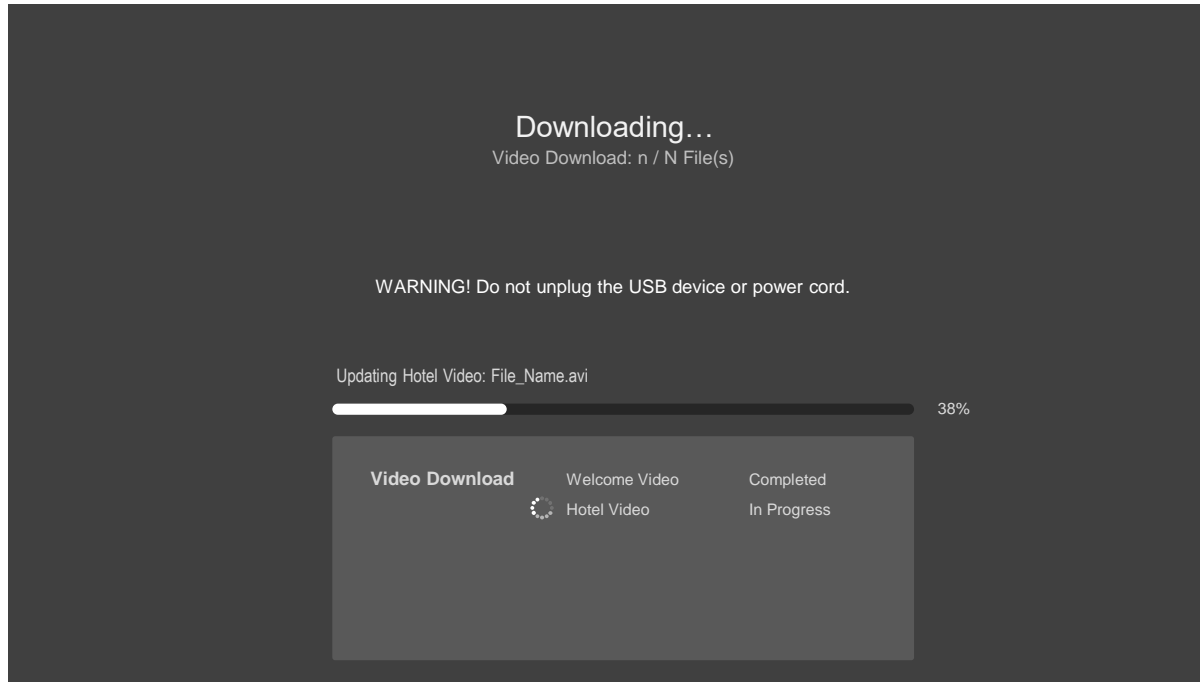 Downloading…
Video Download: n / N File(s)
WARNING! Do not unplug the USB device or power cord.
Updating Hotel Video: File_Name.avi
38%
Video Download Welcome Video Completed
Hotel Video In Progress